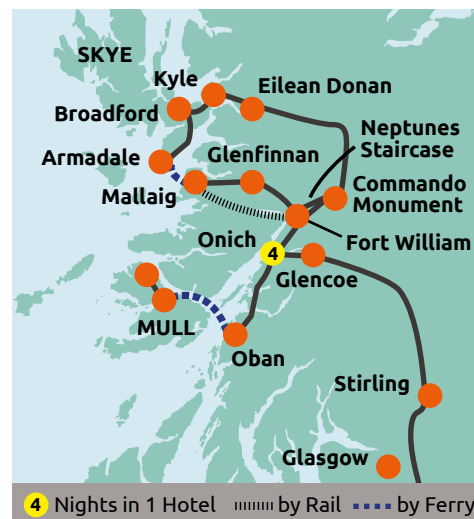 SKYE
Kyle
Eilean Donan
Broadford
Neptunes
Staircase
Armadale
Glenfinnan
Commando
Monument
Mallaig
Onich
Fort William
4
Glencoe
MULL
Oban
Stirling
Glasgow
4 Nights in 1 Hotel by Rail by Ferry